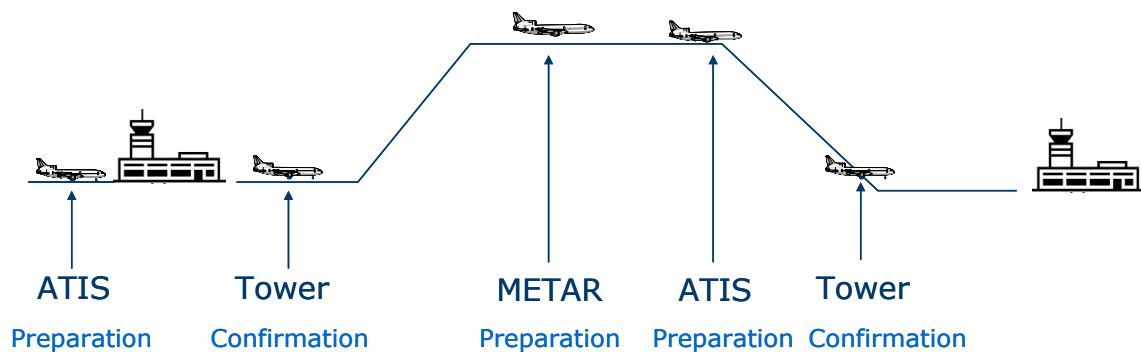 ATIS Tower METAR ATIS Tower
Preparation Confirmation Preparation Preparation Confirmation